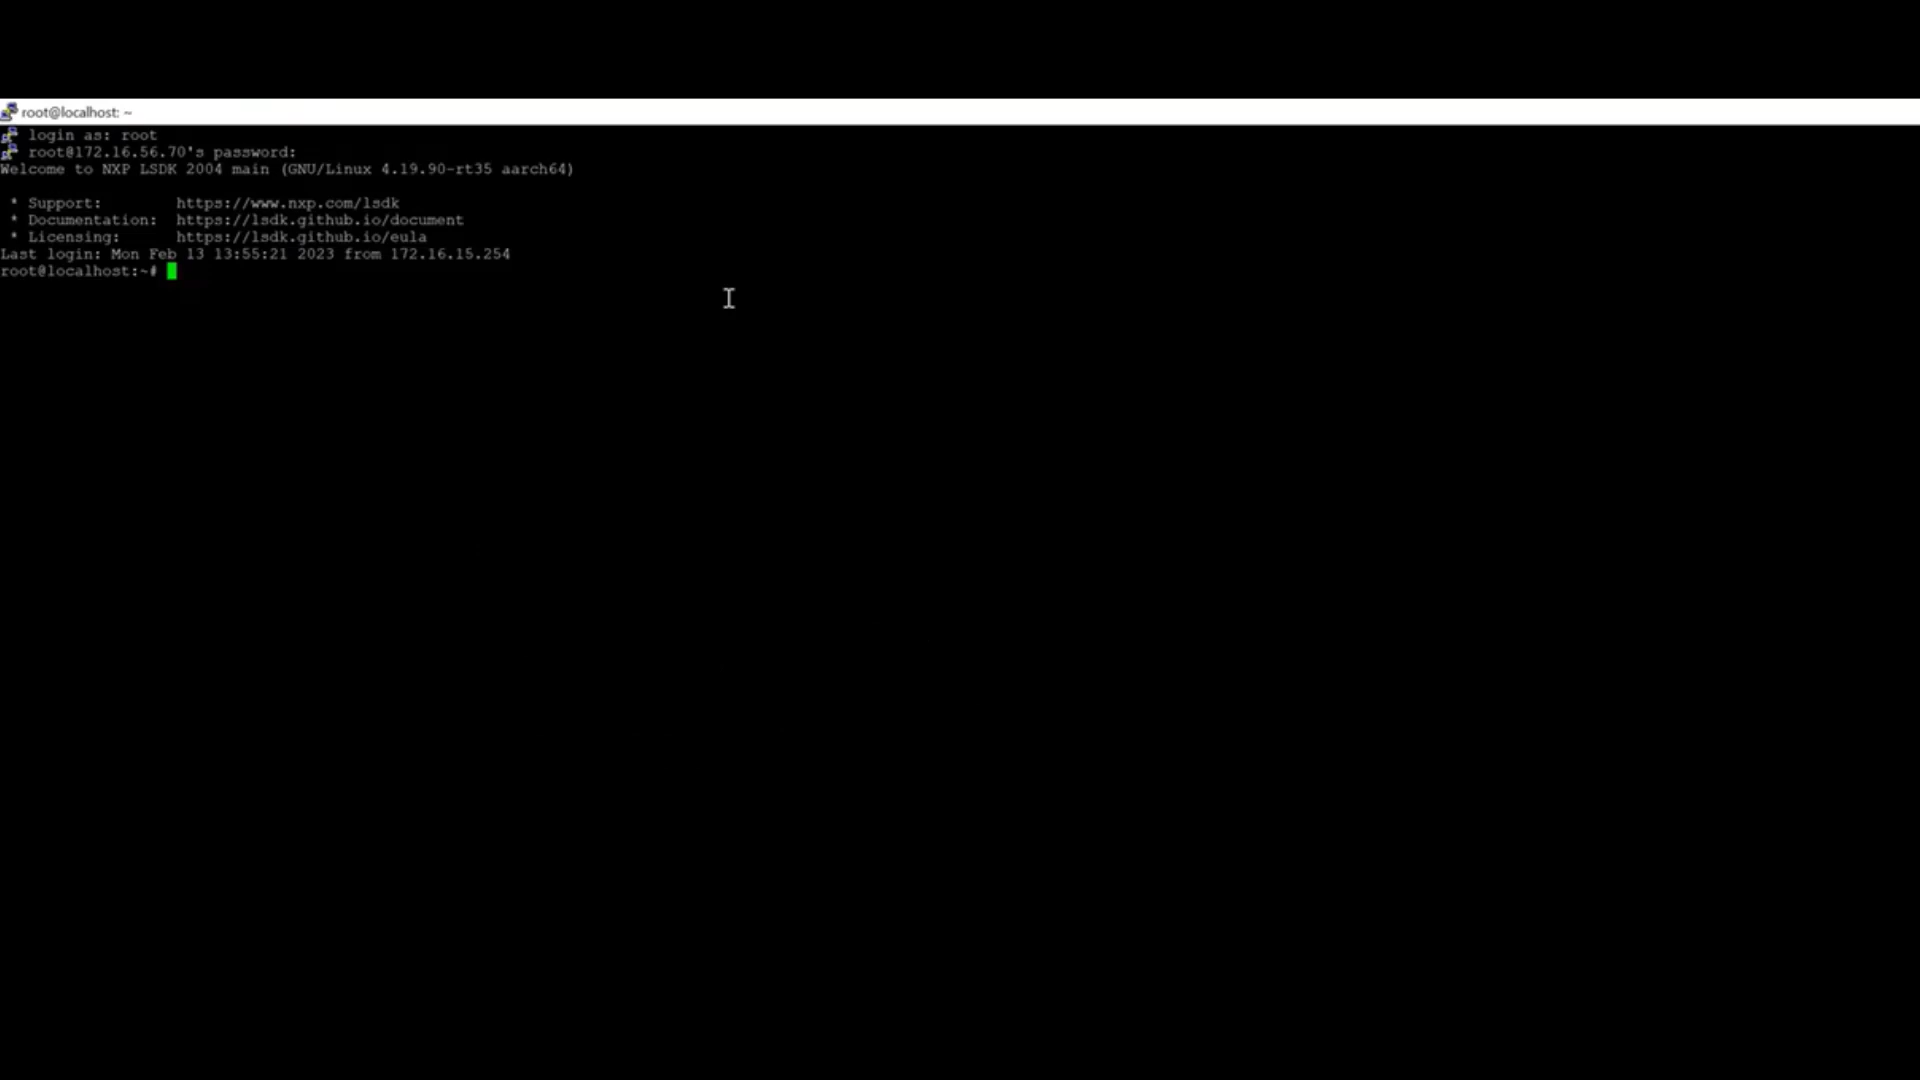 root@localhost: ~
login as: root
root@172.16.56.70's password:
Welcome to NXP LSDK 2004 main (GNU/Linux 4.19.90-rt35 aarch64)
* Support: https://www.nxp.com/lsdk
* Documentation: https://lsdk.github.io/document
* Licensing: https://lsdk.github.io/eula
Last login: Mon Feb 13 13:55:21 2023 from 172.16.15.254
root@localhost:~#